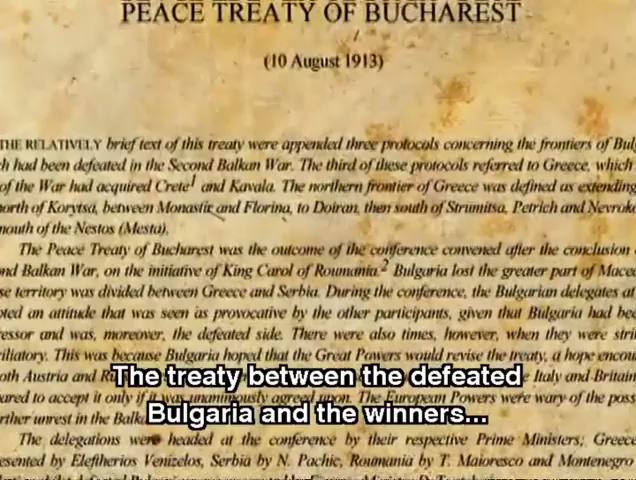 PEACE TREATY OF BUCHAREST
(10 August 1913)
THE RELATIVELY brief text of this treaty were appended three protocols concerning the frontiers of Bul
ch had been defeated in the Second Balkan War. The third of these protocols referred to Greece, which
of the War had acquired Crete1 and Kavala. The northern frontier of Greece was defined as extending
north of Korytsa, between Monastir and Florina, to Doiran, then south of Strumitsa, Petrich and Nevroko
mouth of the Nestos (Mesta).
The Peace Treaty of Bucharest was the outcome of the conference convened after the conclusion
nd Balkan War, on the initiative of King Carol of Roumania.2 Bulgaria lost the greater part of Maced
se territory was divided between Greece and Serbia. During the conference, the Bulgarian delegates at
pted an attitude that was seen as provocative by the other participants, given that Bulgaria had bee
essor and was, moreover, the defeated side. There were also times, however, when they were stri
iliatory. This was because Bulgaria hoped that the Great Powers would revise the treaty, a hope encou
oth Austria and Ru Italy and Britain
The treaty between the defeated
ared to accept it only if it was unanimously agreed upon. The European Powers were wary of the poss
Bulgaria and the winners...
rther unrest in the Balka
The delegations were headed at the conference by their respective Prime Ministers; Greece
esented by Eleftherios Venizelos, Serbia by N. Pachic, Roumania by T. Maioresco and Montenegro